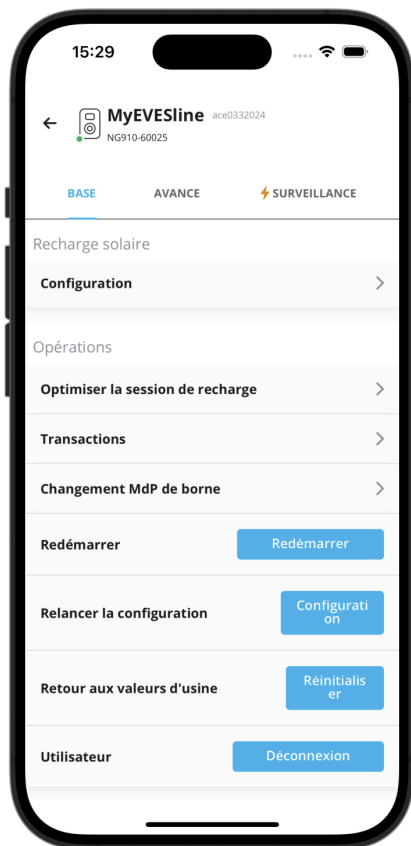 15:29
MyEVESline ace0332024
NG910-60025
BASE AVANCE SURVEILLANCE
Recharge solaire
Configuration
Opérations
Optimiser la session de recharge
Transactions
Changement MdP de borne
Redémarrer Redémarrer
Relancer la configuration Configurati
on
Retour aux valeurs d'usine Réinitialis
er
Utilisateur Déconnexion